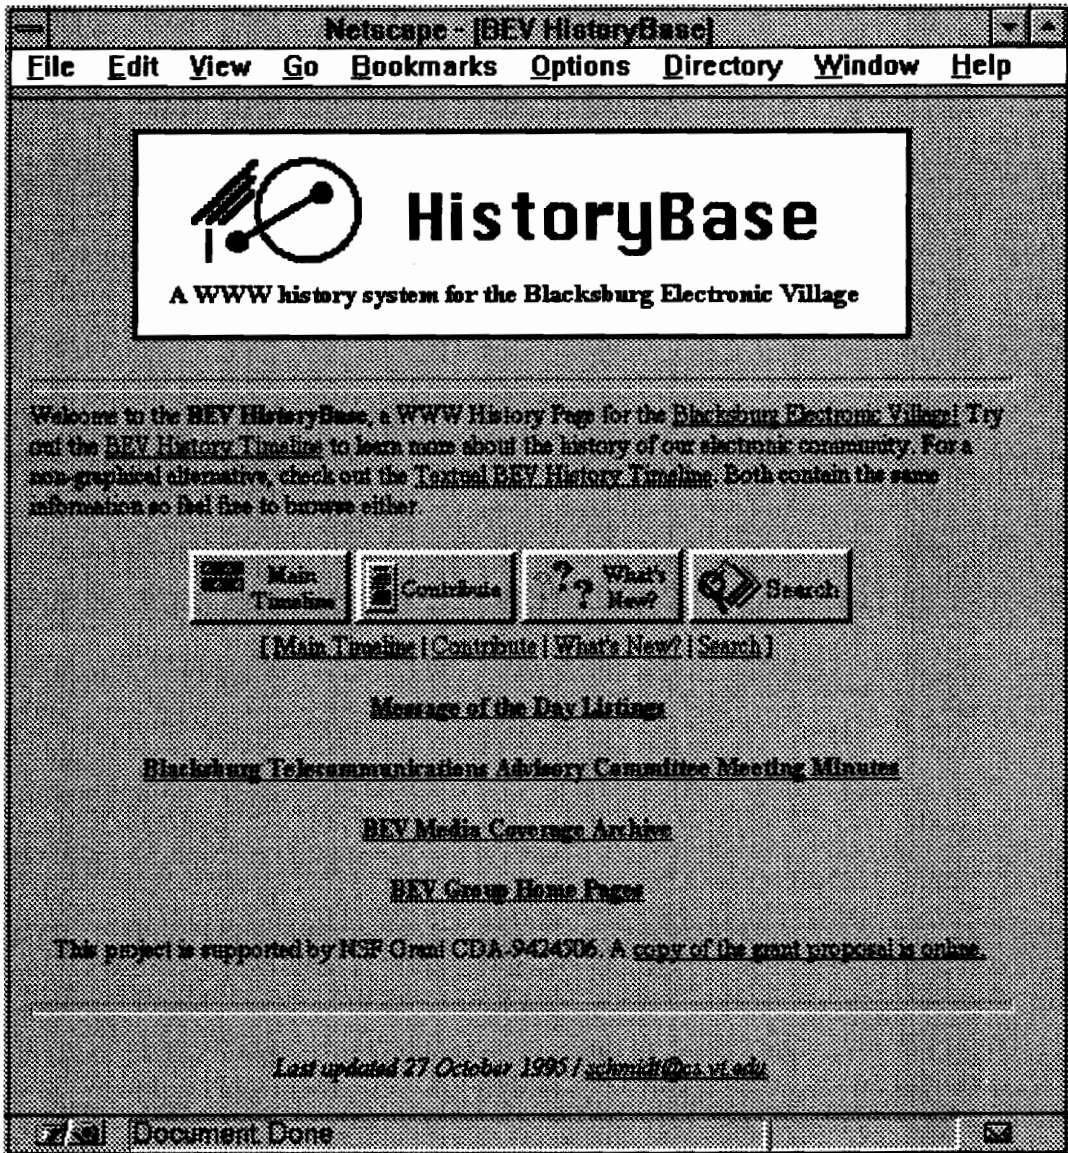 Netscape - [BEV HistoryBase]
File Edit View Go Bookmarks Options Directory Window Help
HistoryBase
A WWW history system for the Blacksburg Electronic Village
Welcome to the BEV HistoryBase, a WWW History Page for the Blacksburg Electronic Village! Try
out the BEV History Timeline to learn more about the history of our electronic community. For a
non-graphical alternative, check out the Textual BEV History Timeline. Both contain the same
information so feel free to browse either.
Main Timeline Contribute What's New? Search
[ Main Timeline | Contribute | What's New? | Search ]
Message of the Day Listings
Blacksburg Telecommunications Advisory Committee Meeting Minutes
BEV Media Coverage Archive
BEV Group Home Pages
This project is supported by NSF Grant CDA-9424506. A copy of the grant proposal is online.
Last updated 27 October 1995 / schmidt@cs.vt.edu
Document: Done